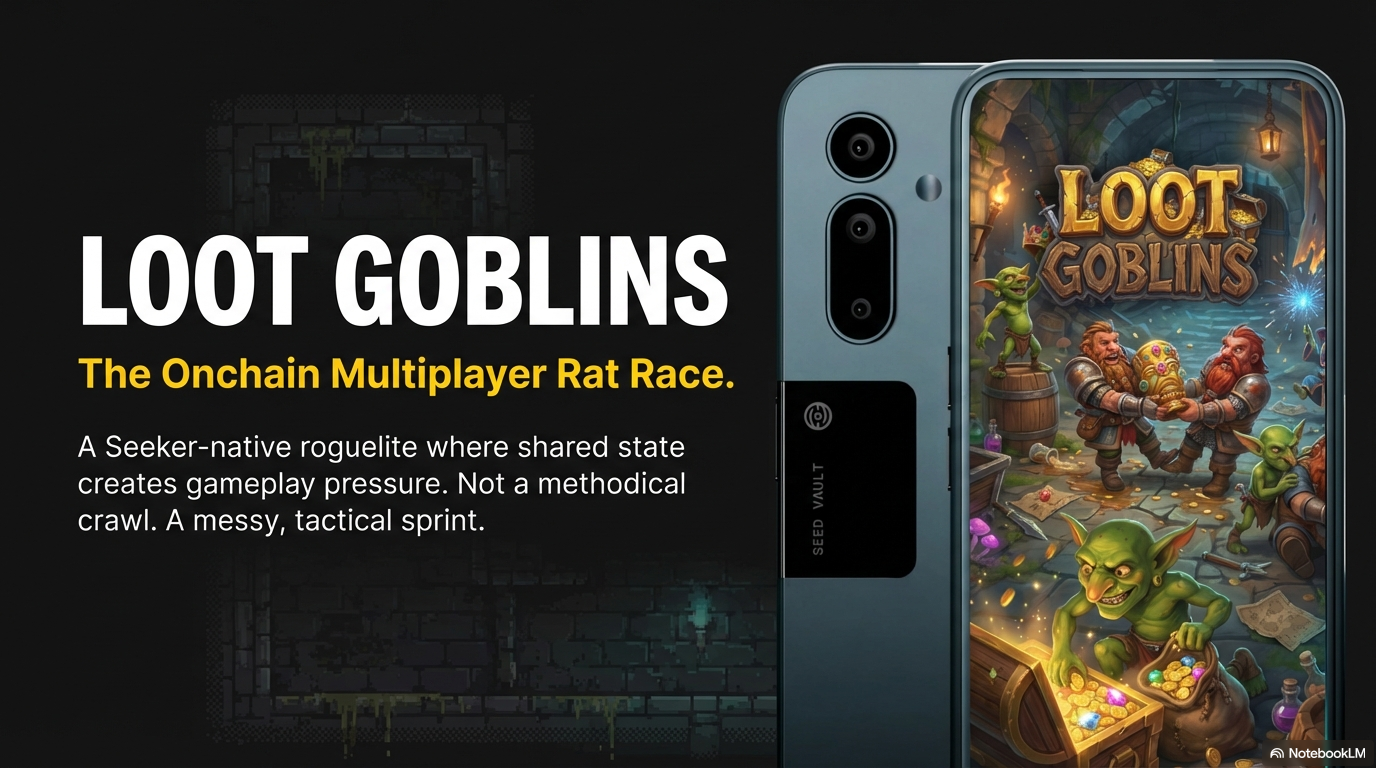 LOOT GOBLINS
The Onchain Multiplayer Rat Race.
A Seeker-native roguelite where shared state
creates gameplay pressure. Not a methodical
crawl. A messy, tactical sprint.
SEED VAULT
LOOT
GOBLINS
NotebookLM